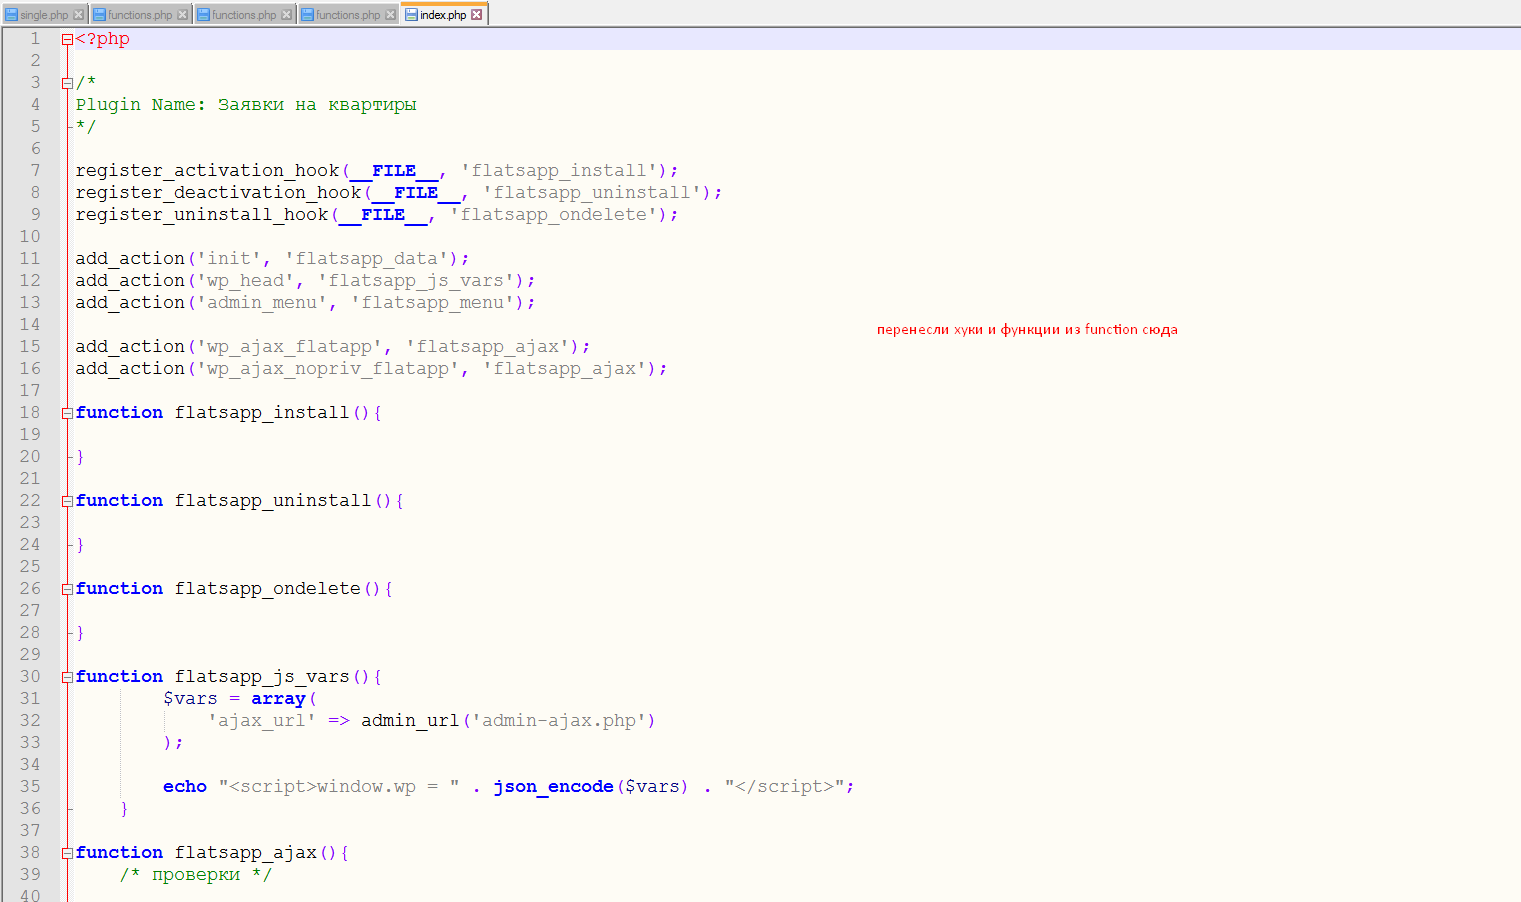 single.php functions.php functions.php functions.php index.php
1 <?php
2
3 /*
4 Plugin Name: Заявки на квартиры
5 */
6
7 register_activation_hook(__FILE__, 'flatsapp_install');
8 register_deactivation_hook(__FILE__, 'flatsapp_uninstall');
9 register_uninstall_hook(__FILE__, 'flatsapp_ondelete');
10
11 add_action('init', 'flatsapp_data');
12 add_action('wp_head', 'flatsapp_js_vars');
13 add_action('admin_menu', 'flatsapp_menu');
14
перенесли хуки и функции из function сюда
15 add_action('wp_ajax_flatapp', 'flatsapp_ajax');
16 add_action('wp_ajax_nopriv_flatapp', 'flatsapp_ajax');
17
18 function flatsapp_install(){
19
20 }
21
22 function flatsapp_uninstall(){
23
24 }
25
26 function flatsapp_ondelete(){
27
28 }
29
30 function flatsapp_js_vars(){
31 $vars = array(
32 'ajax_url' => admin_url('admin-ajax.php')
33 );
34
35 echo "<script>window.wp = " . json_encode($vars) . "</script>";
36 }
37
38 function flatsapp_ajax(){
39 /* проверки */
40